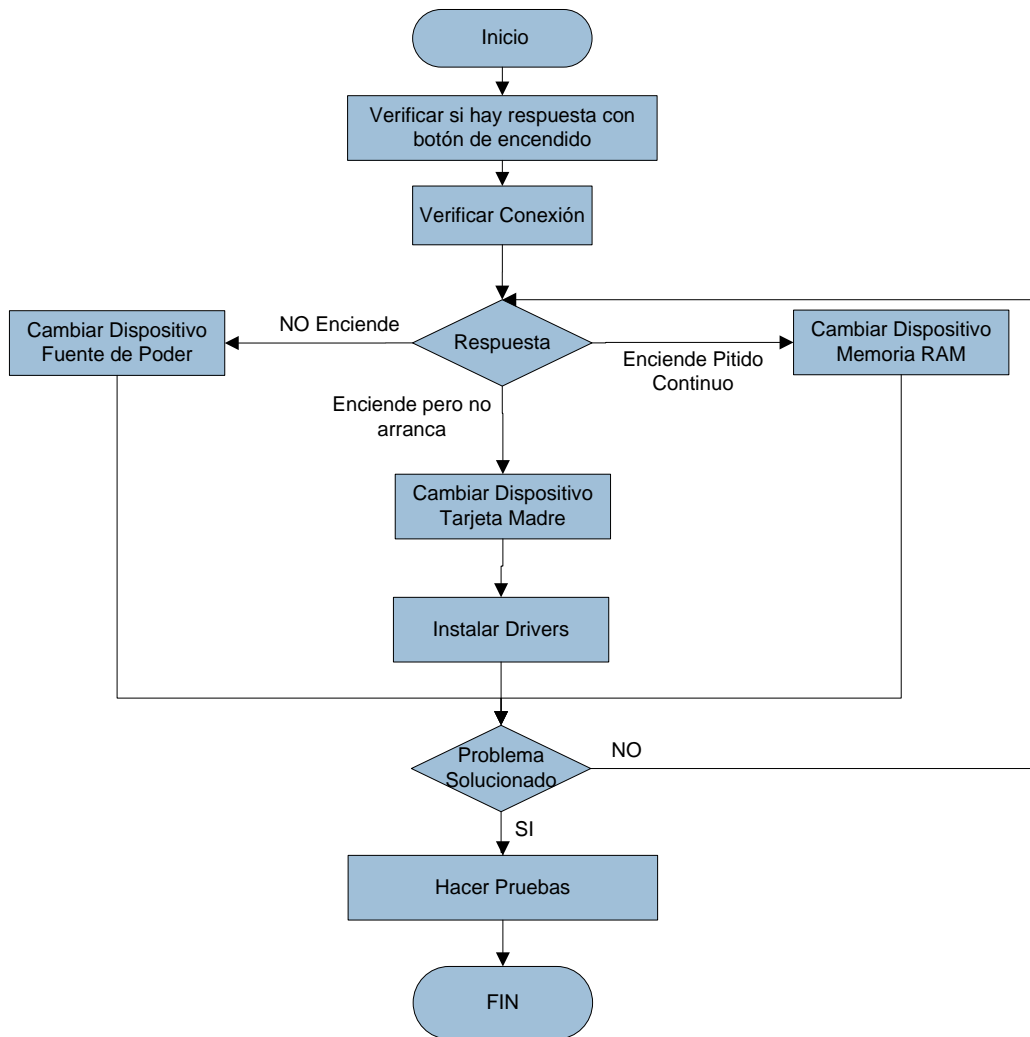 Inicio
Verificar si hay respuesta con
botón de encendido
Verificar Conexión
Cambiar Dispositivo
Fuente de Poder
NO Enciende
Respuesta
Enciende Pitido
Continuo
Cambiar Dispositivo
Memoria RAM
Enciende pero no
arranca
Cambiar Dispositivo
Tarjeta Madre
Instalar Drivers
Problema
Solucionado
NO
SI
Hacer Pruebas
FIN